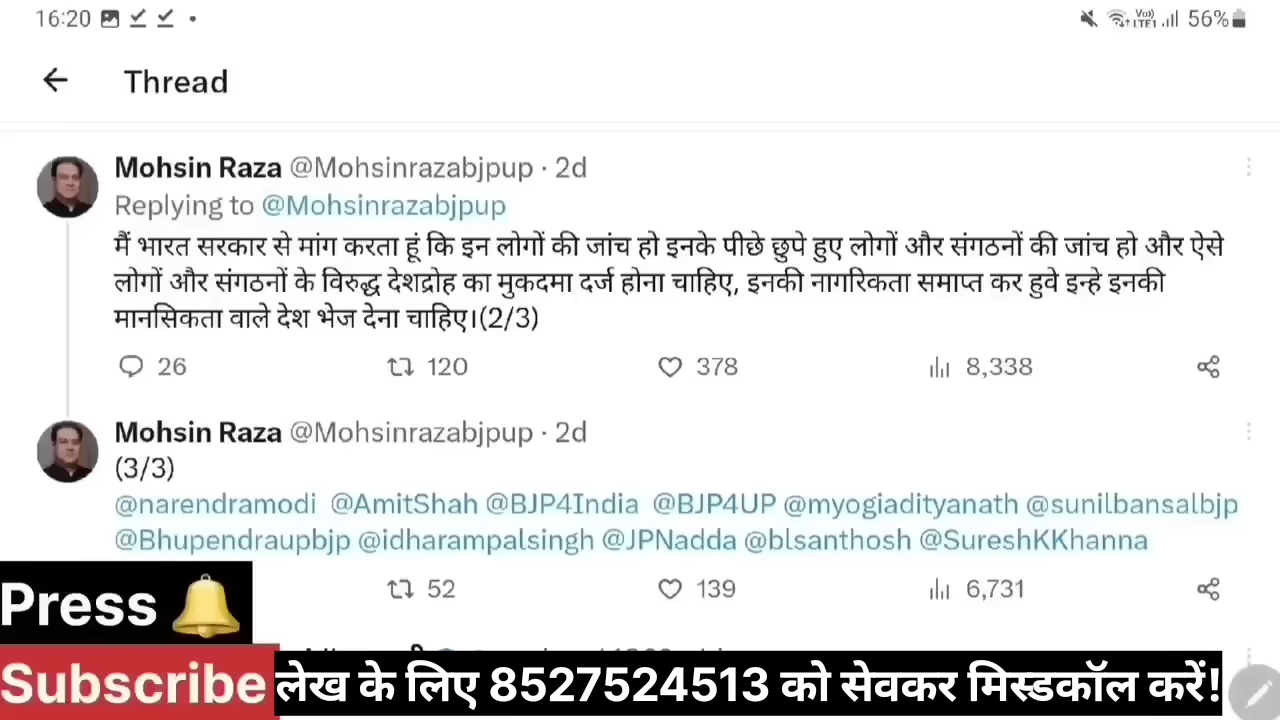 16:20
56%
Thread
Mohsin Raza @Mohsinrazabjpup · 2d
Replying to @Mohsinrazabjpup
मैं भारत सरकार से मांग करता हूं कि इन लोगों की जांच हो इनके पीछे छुपे हुए लोगों और संगठनों की जांच हो और ऐसे
लोगों और संगठनों के विरुद्ध देशद्रोह का मुकदमा दर्ज होना चाहिए, इनकी नागरिकता समाप्त कर हुवे इन्हे इनकी
मानसिकता वाले देश भेज देना चाहिए।(2/3)
26 120 378 8,338
Mohsin Raza @Mohsinrazabjpup · 2d
(3/3)
@narendramodi @AmitShah @BJP4India @BJP4UP @myogiadityanath @sunilbansalbjp
@Bhupendraupbjp @idharampalsingh @JPNadda @blsanthosh @SureshKKhanna
52 139 6,731
Press
Subscribe लेख के लिए 8527524513 को सेवकर मिस्डकॉल करें!